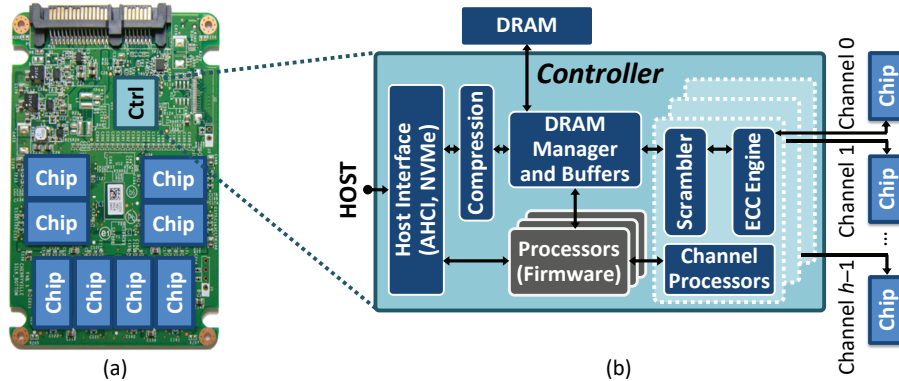 Ctrl
Chip
Chip
Chip
Chip
Chip
Chip
Chip
Chip
(a)
DRAM
Controller
HOST
Host Interface
(AHCI, NVMe)
Compression
DRAM
Manager
and Buffers
Scrambler
ECC Engine
Processors
(Firmware)
Channel
Processors
Channel 0
Chip
Channel 1
Chip
...
Channel h–1
Chip
(b)